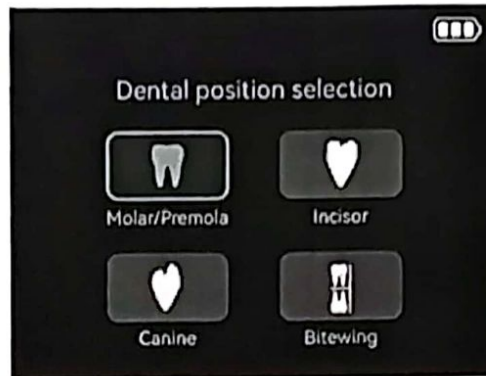 Dental position selection
Molar/Premola
Incisor
Canine
Bitewing